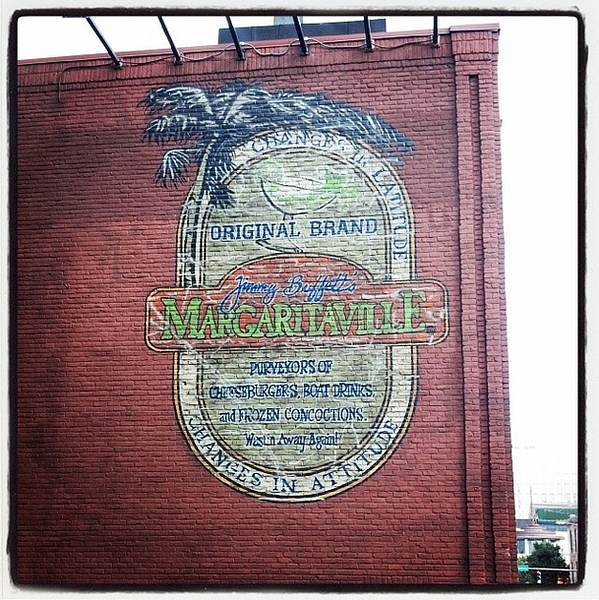 CHANGES IN LATITUDE
ORIGINAL BRAND
Jimmy Buffett's
MARGARITAVILLE
PURVEYORS OF
CHEESEBURGERS, BOAT DRINKS,
and FROZEN CONCOCTIONS.
Wastin Away Again!
CHANGES IN ATTITUDE